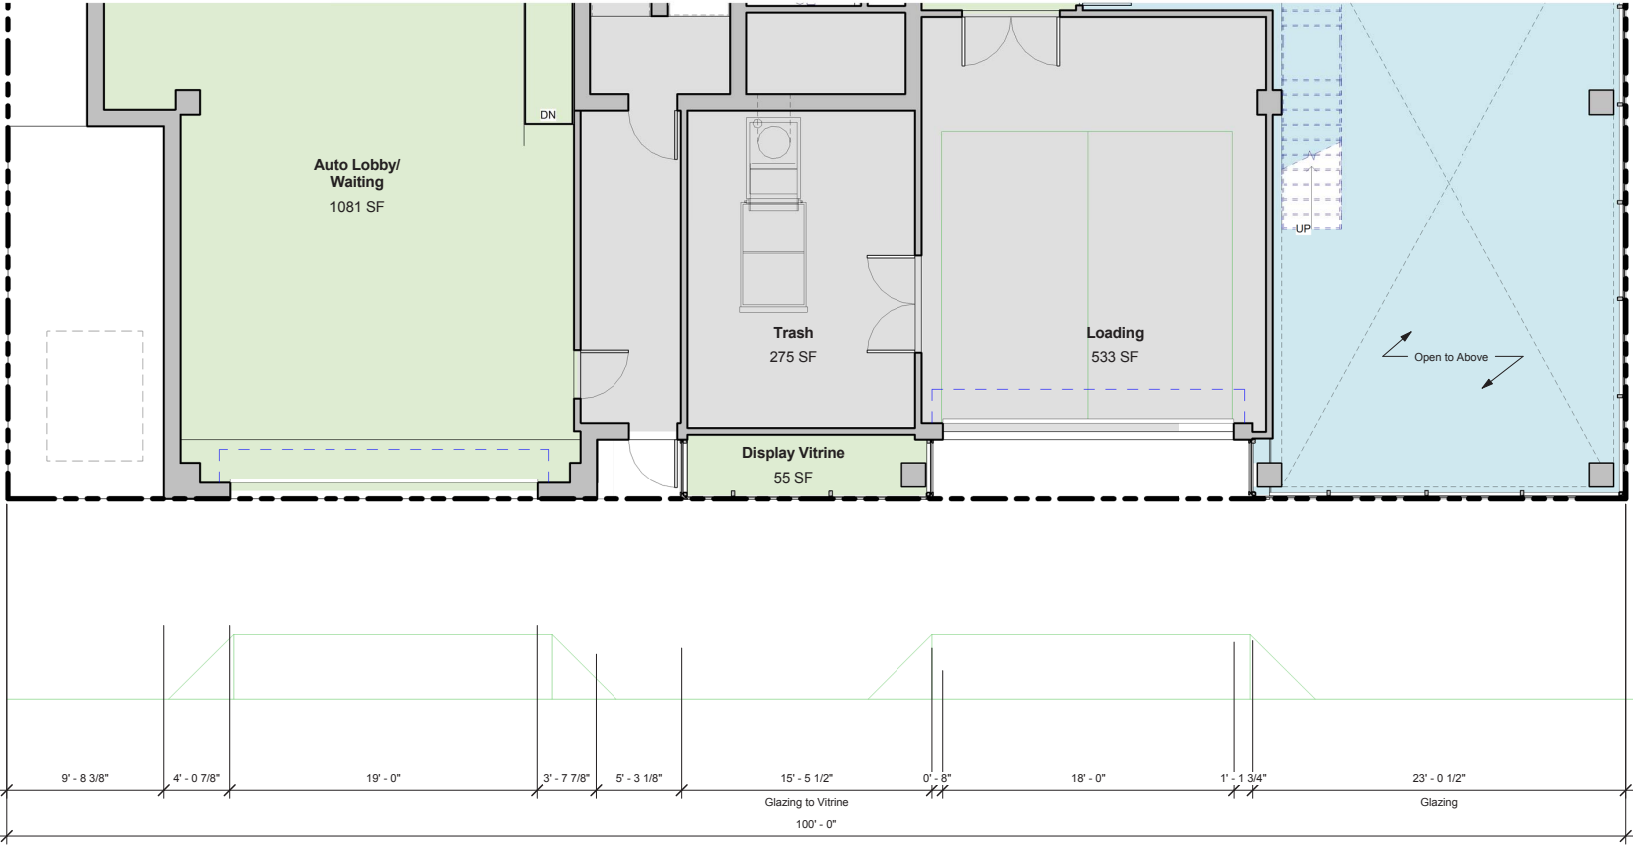 DN
Auto Lobby/
Waiting
1081 SF
UP
Trash
275 SF
Loading
533 SF
Open to Above
Display Vitrine
55 SF
9' - 8 3/8"
4' - 0 7/8"
19' - 0"
3' - 7 7/8"
5' - 3 1/8"
15' - 5 1/2"
0' - 8"
18' - 0"
1' - 1 3/4"
23' - 0 1/2"
Glazing to Vitrine
Glazing
100' - 0"